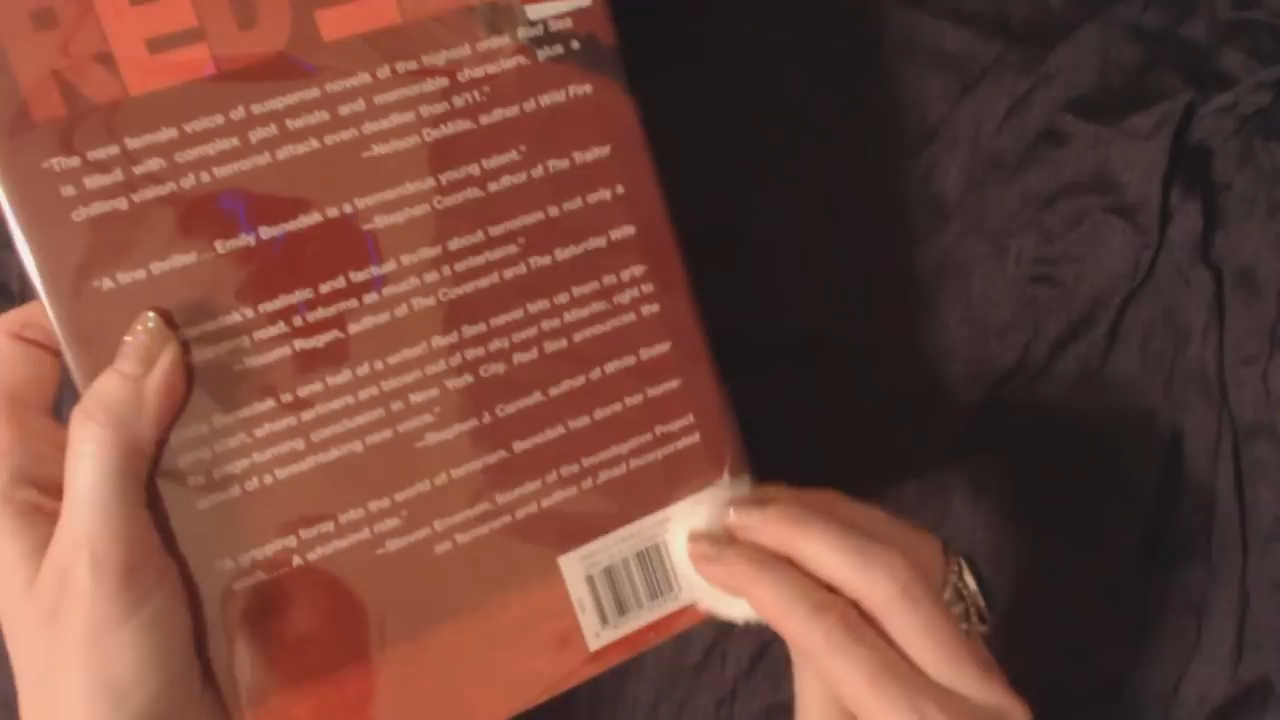 RED SE
"The new female voice of suspense novels of the highest order. Red Sea
is filled with complex plot twists and memorable characters, plus a
chilling vision of a terrorist attack even deadlier than 9/11."
—Nelson DeMille, author of Wild Fire
"A fine thriller... Emily Benedek is a tremendous young talent."
—Stephen Coonts, author of The Traitor
realistic and factual thriller about terrorism is not only a
read, it informs as much as it entertains."
Ragen, author of The Covenant and The Saturday Wife
Benedek is one hell of a writer! Red Sea never lets up from its grip-
start, where airliners are blown out of the sky over the Atlantic, right to
its page-turning conclusion in New York City. Red Sea announces the
of a breathtaking new voice."
—Stephen J. Cannell, author of White Sister
"A gripping foray into the world of terrorism. Benedek has done her home-
work.... A whirlwind ride."
—Steven Emerson, founder of the Investigative Project
on Terrorism and author of Jihad Incorporated